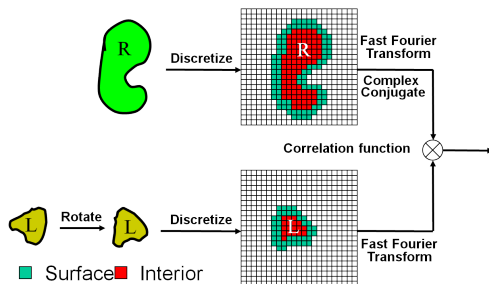 R
Discretize
R
Fast Fourier
Transform
Complex
Conjugate
Correlation function
L
Rotate
L
Discretize
L
Fast Fourier
Transform
Surface
Interior